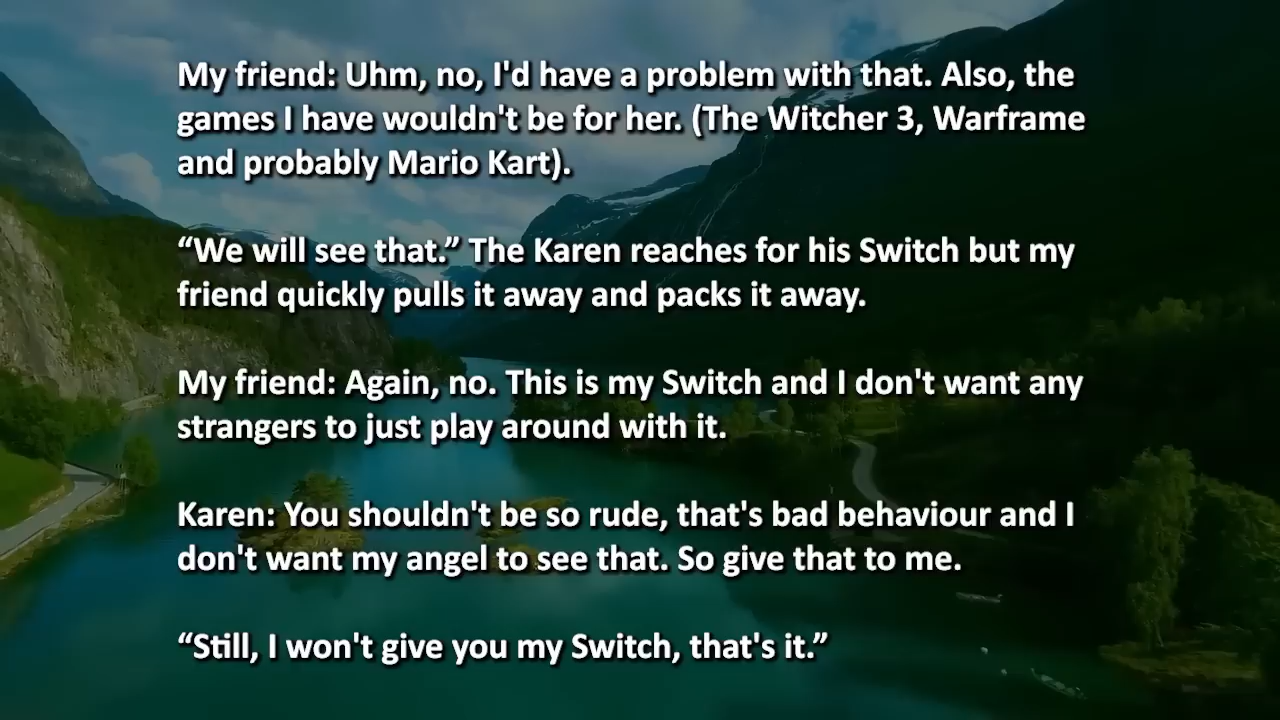 My friend: Uhm, no, I'd have a problem with that. Also, the
games I have wouldn't be for her. (The Witcher 3, Warframe
and probably Mario Kart).
“We will see that.” The Karen reaches for his Switch but my
friend quickly pulls it away and packs it away.
My friend: Again, no. This is my Switch and I don't want any
strangers to just play around with it.
Karen: You shouldn't be so rude, that's bad behaviour and I
don't want my angel to see that. So give that to me.
“Still, I won't give you my Switch, that's it.”